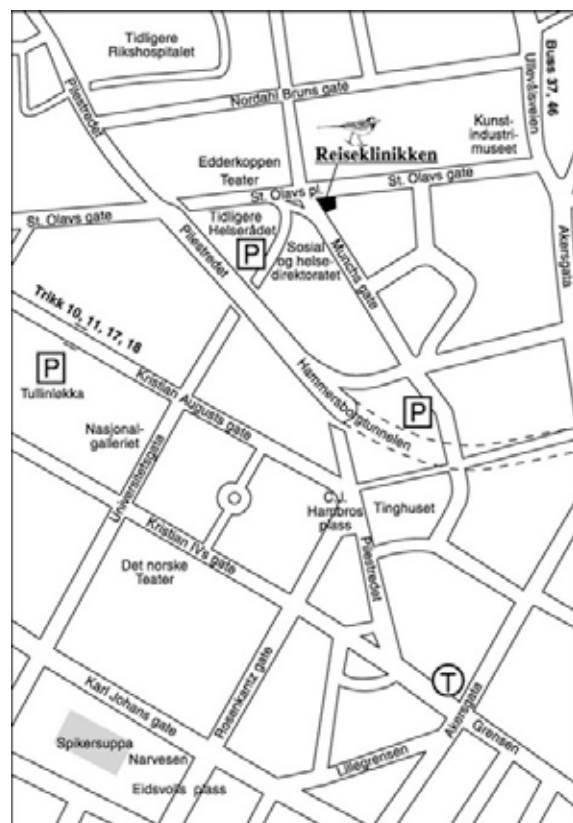 Tidligere
Rikshospitalet
Pilestredet
Nordahl Bruns gate
Ullevålsveien
Buss 37, 46
Kunst-
industri-
museet
Reiseklinikken
Edderkoppen
Teater
St. Olavs pl.
St. Olavs gate
St. Olavs gate
Tidligere
Helserådet
P
Pilestredet
Sosial
og helse-
direktoratet
Munchs gate
Akersgata
Trikk 10, 11, 17, 18
P
Tullinløkka
Kristian Augusts gate
Hammersborgtunnelen
P
Nasjonal-
galleriet
Universitetsgata
C.J.
Hambros
plass
Tinghuset
Kristian IVs gate
Pilestredet
Det norske
Teater
Rosenkantz gate
T
Akersgata
Grensen
Karl Johans gate
Lillegrensen
Spikersuppa
Narvesen
Eidsvolls plass